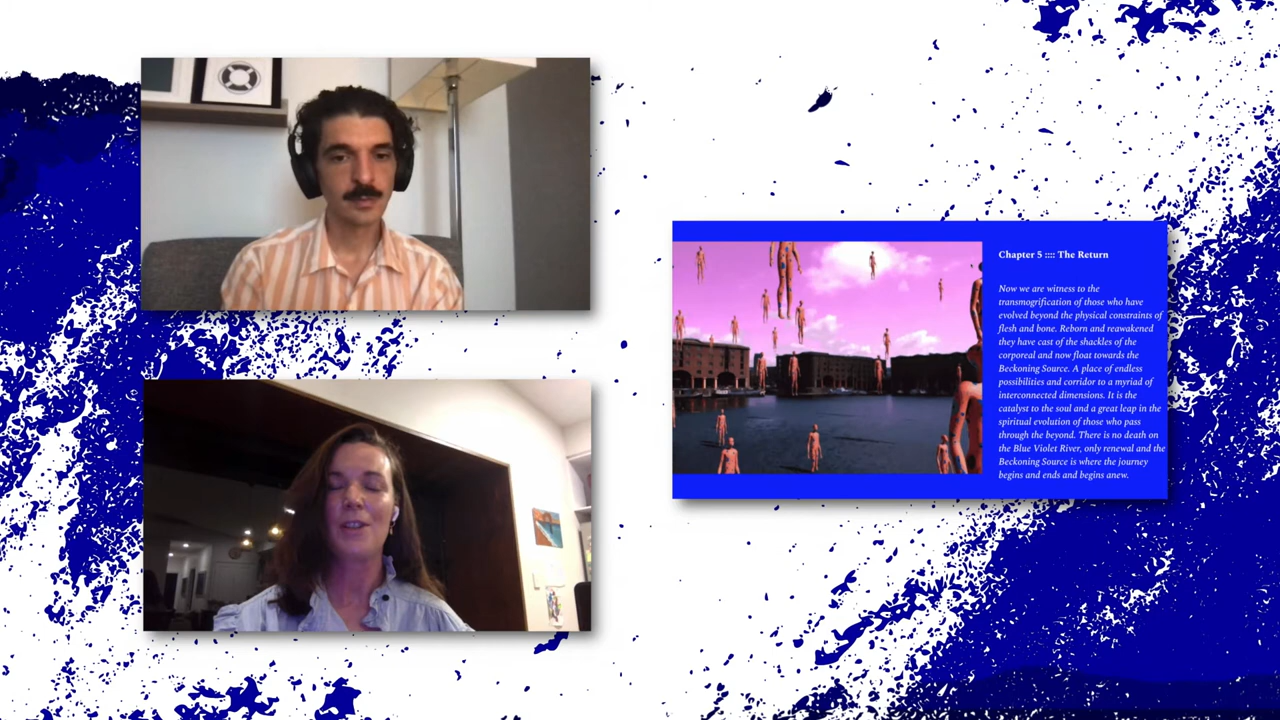 Chapter 5 :::: The Return
Now we are witness to the
transmogrification of those who have
evolved beyond the physical constraints of
flesh and bone. Reborn and reawakened
they have cast of the shackles of the
corporeal and now float towards the
Beckoning Source. A place of endless
possibilities and corridor to a myriad of
interconnected dimensions. It is the
catalyst to the soul and a great leap in the
spiritual evolution of those who pass
through the beyond. There is no death on
the Blue Violet River, only renewal and the
Beckoning Source is where the journey
begins and ends and begins anew.